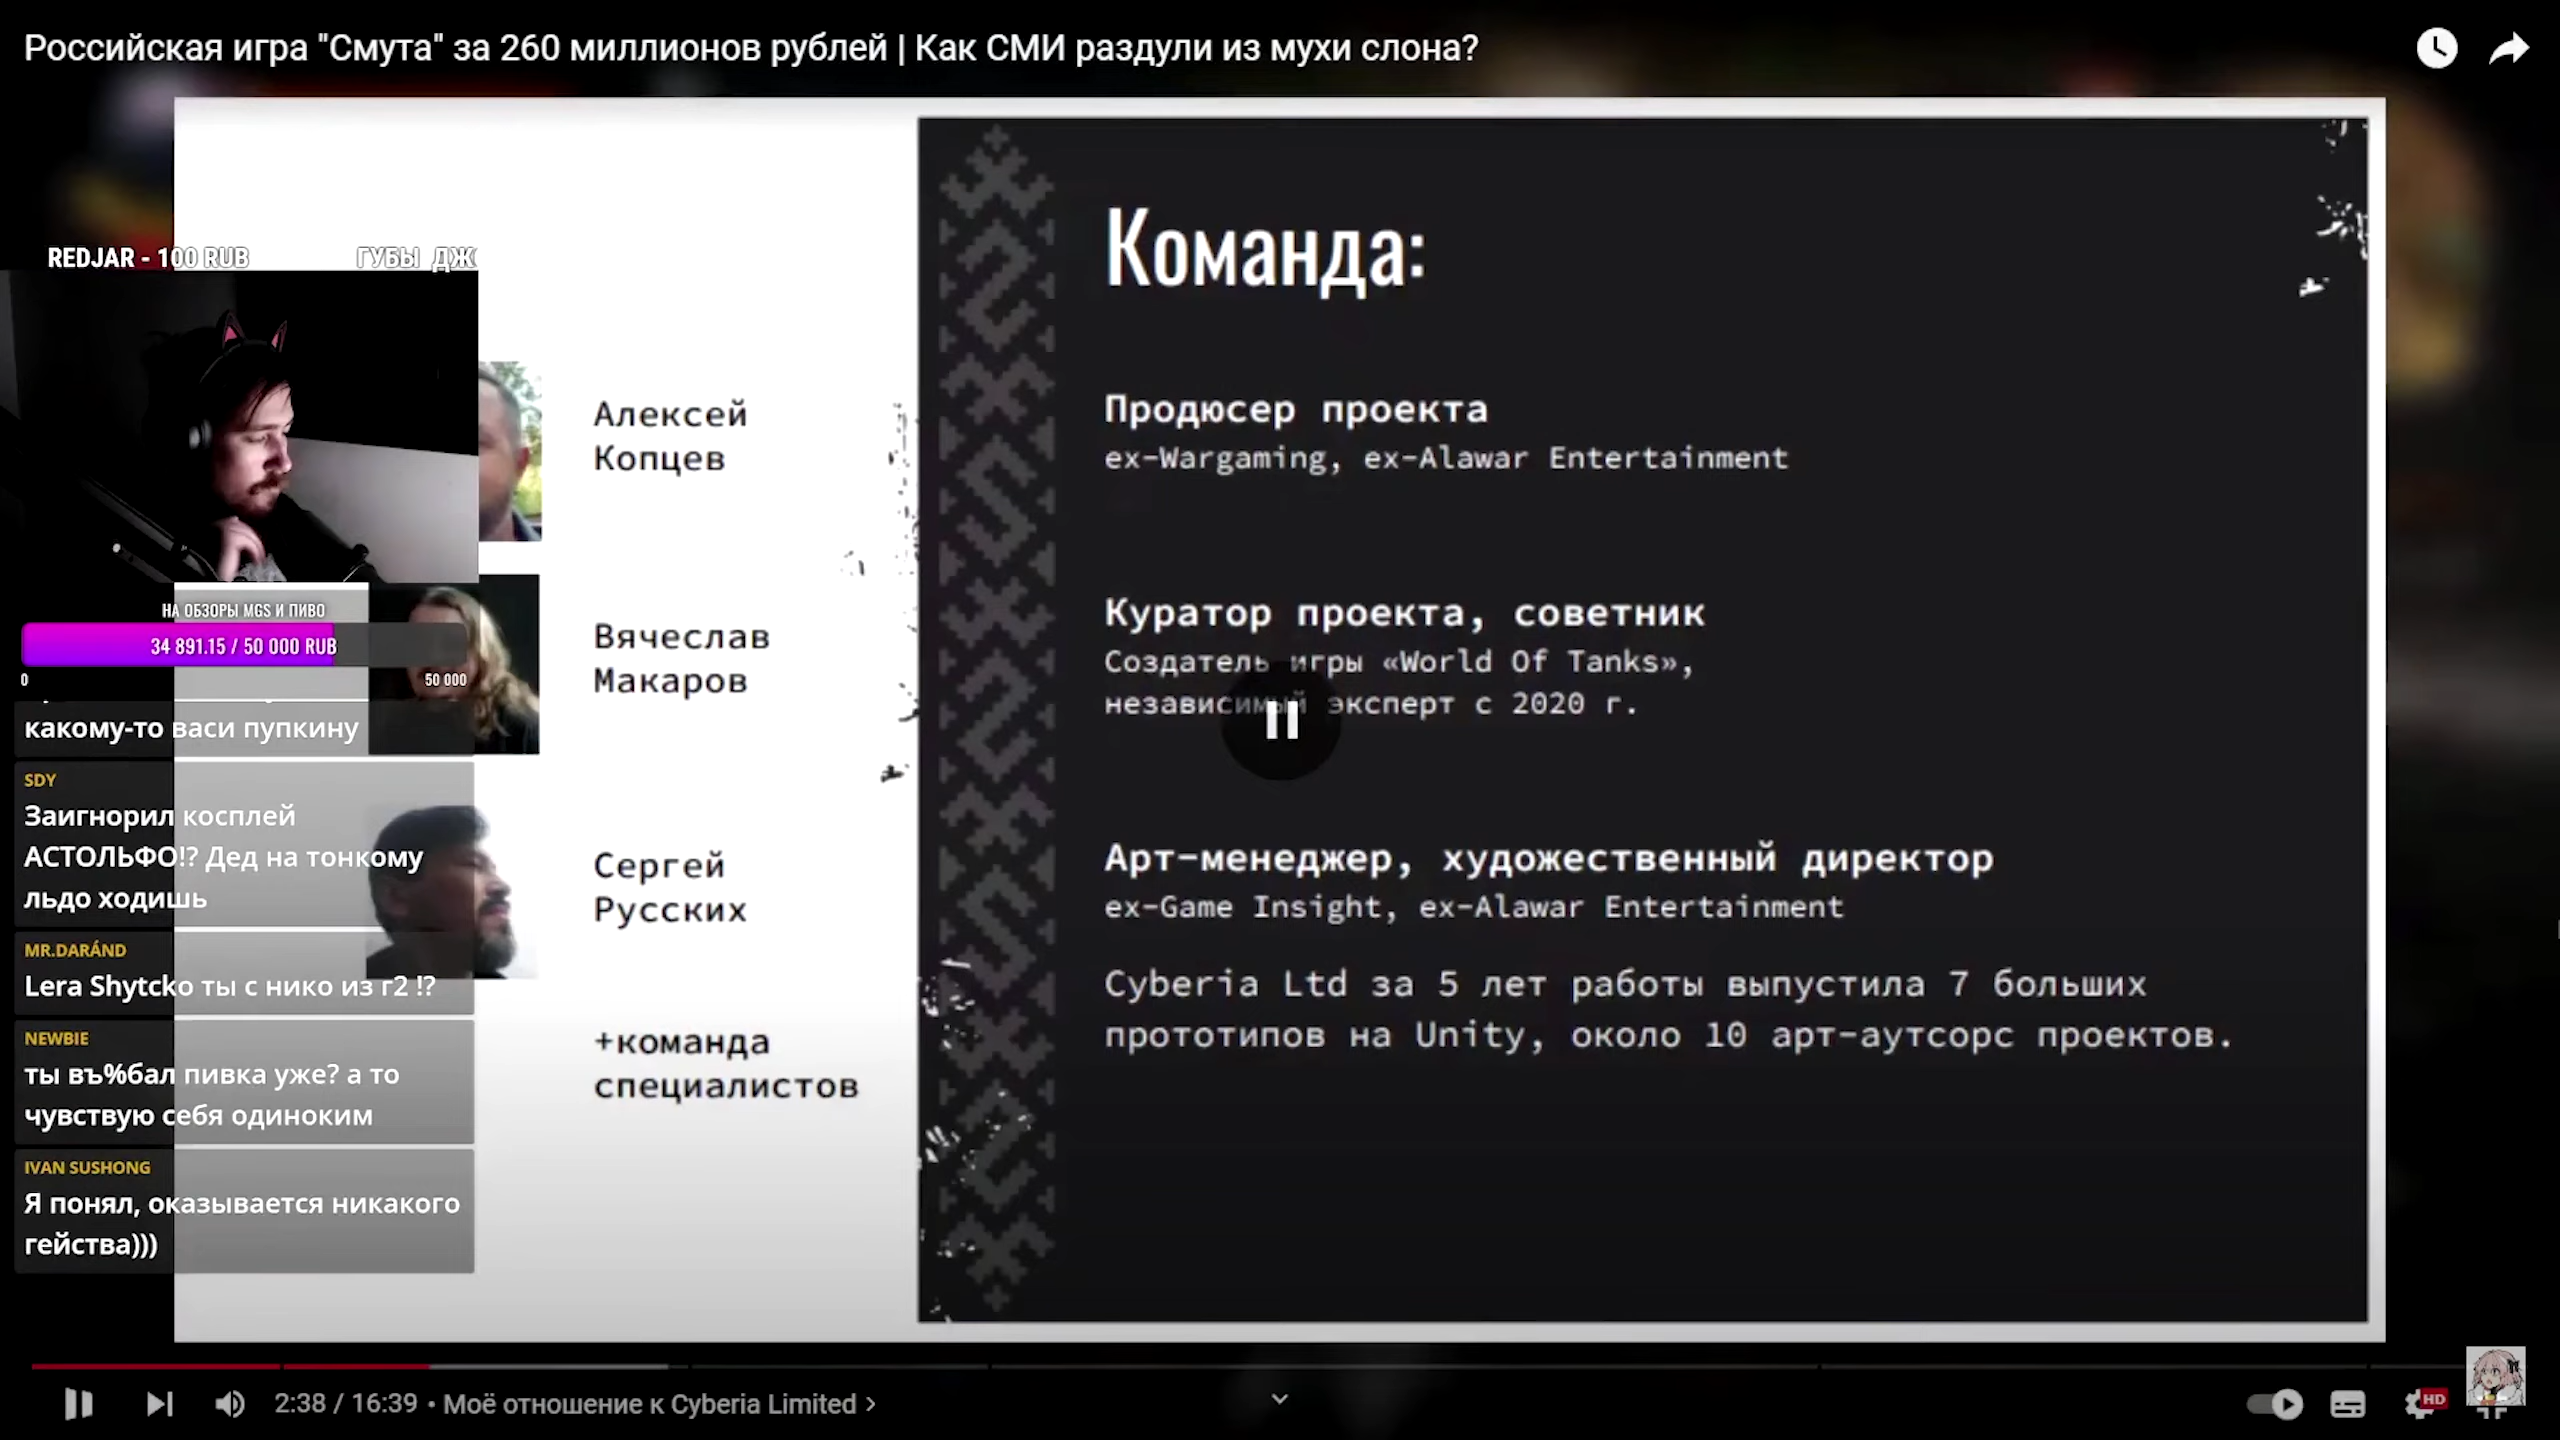 Российская игра "Смута" за 260 миллионов рублей | Как СМИ раздули из мухи слона?
REDJAR - 100 RUB
ГУБЫ ДЖ
НА ОБЗОРЫ MGS И ПИВО
34 891.15 / 50 000 RUB
0
50 000
какому-то васи пупкину
SDY
Заигнорил косплей
АСТОЛЬФО!? Дед на тонкому
льдо ходишь
MR.DARÁND
Lera Shytcko ты с нико из г2 !?
NEWBIE
ты въ%бал пивка уже? а то
чувствую себя одиноким
IVAN SUSHONG
Я понял, оказывается никакого
гейства)))
Алексей
Копцев
Вячеслав
Макаров
Сергей
Русских
+команда
специалистов
Команда:
Продюсер проекта
ex-Wargaming, ex-Alawar Entertainment
Куратор проекта, советник
Создатель игры «World Of Tanks»,
независимый эксперт с 2020 г.
Арт-менеджер, художественный директор
ex-Game Insight, ex-Alawar Entertainment
Cyberia Ltd за 5 лет работы выпустила 7 больших
прототипов на Unity, около 10 арт-аутсорс проектов.
2:38 / 16:39 • Моё отношение к Cyberia Limited ›
HD